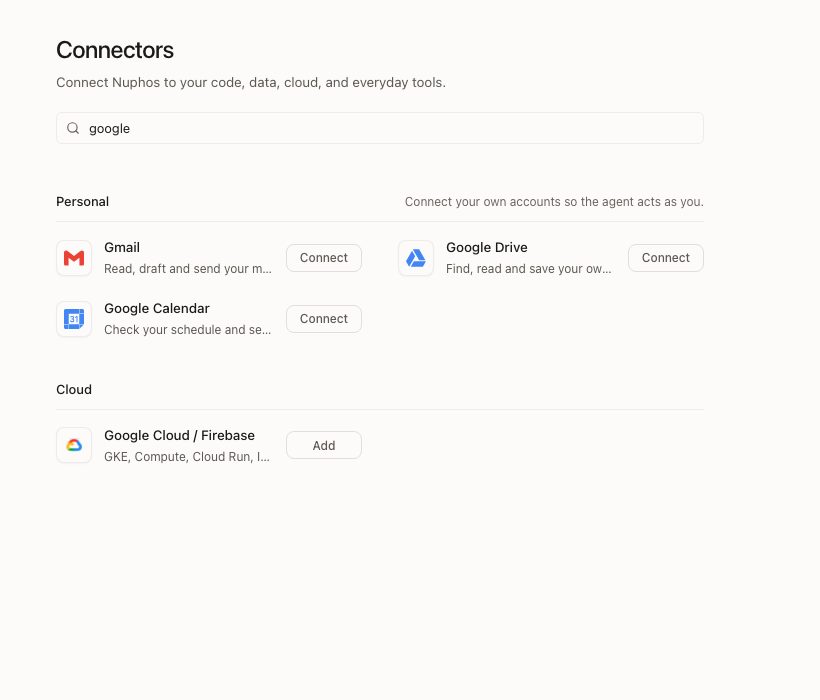 Connectors
Connect Nuphos to your code, data, cloud, and everyday tools.
google
Personal
Connect your own accounts so the agent acts as you.
Gmail
Read, draft and send your m...
Connect
Google Drive
Find, read and save your ow...
Connect
31
Google Calendar
Check your schedule and se...
Connect
Cloud
Google Cloud / Firebase
GKE, Compute, Cloud Run, I...
Add